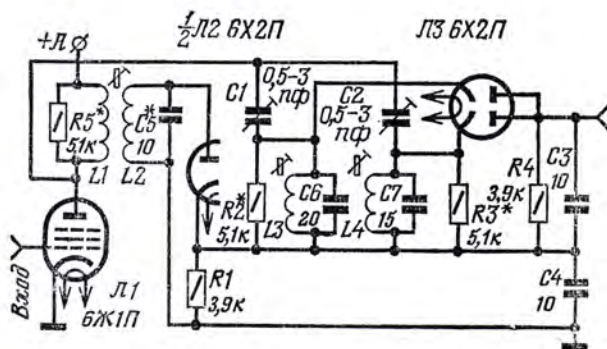 ½Л2 6Х2П
Л3 6Х2П
+А
С1
0,5-3
пф
С2
0,5-3
пф
R5*
5,1к
C5*
10
L1
L2
R2*
5,1к
L3
C6
20
L4
C7
15
R3*
5,1к
R4
3,9к
C3
10
C4
10
R1
3,9к
Вход
Л1
6Ж1П